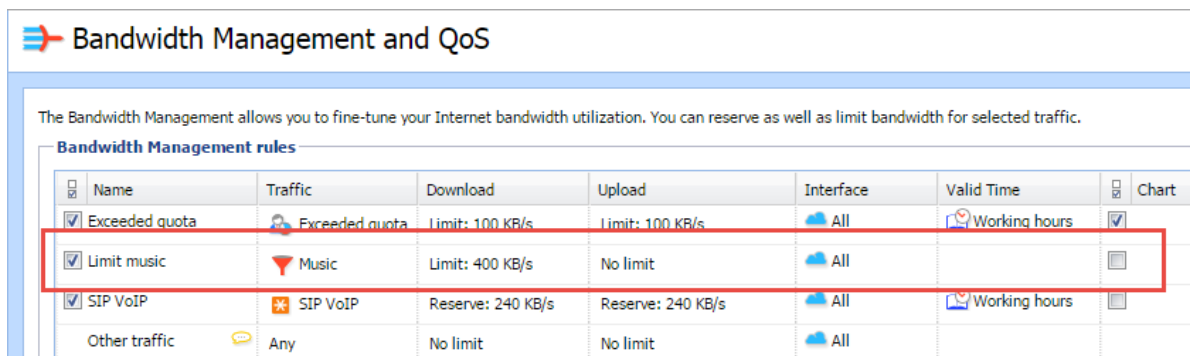 Bandwidth Management and QoS
The Bandwidth Management allows you to fine-tune your Internet bandwidth utilization. You can reserve as well as limit bandwidth for selected traffic.
Bandwidth Management rules
Name Traffic Download Upload Interface Valid Time Chart
Exceeded quota Exceeded quota Limit: 100 KB/s Limit: 100 KB/s All Working hours
Limit music Music Limit: 400 KB/s No limit All
SIP VoIP SIP VoIP Reserve: 240 KB/s Reserve: 240 KB/s All Working hours
Other traffic Any No limit No limit All